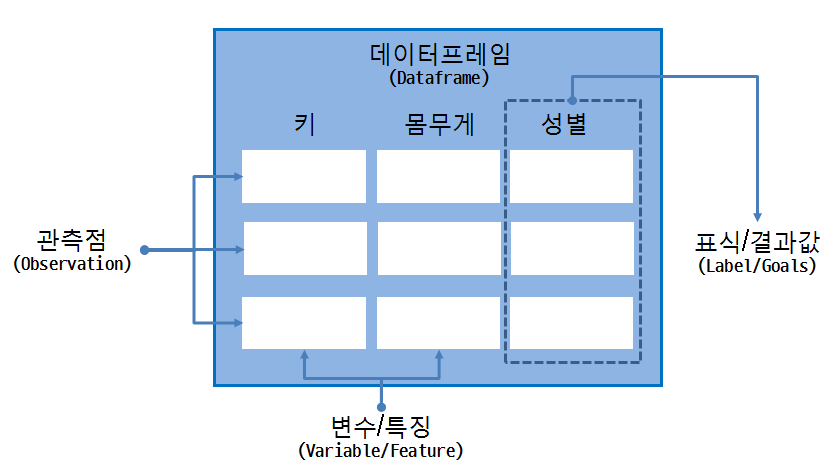 데이터프레임
(Dataframe)
키
몸무게
성별
관측점
(Observation)
표식/결과값
(Label/Goals)
변수/특징
(Variable/Feature)